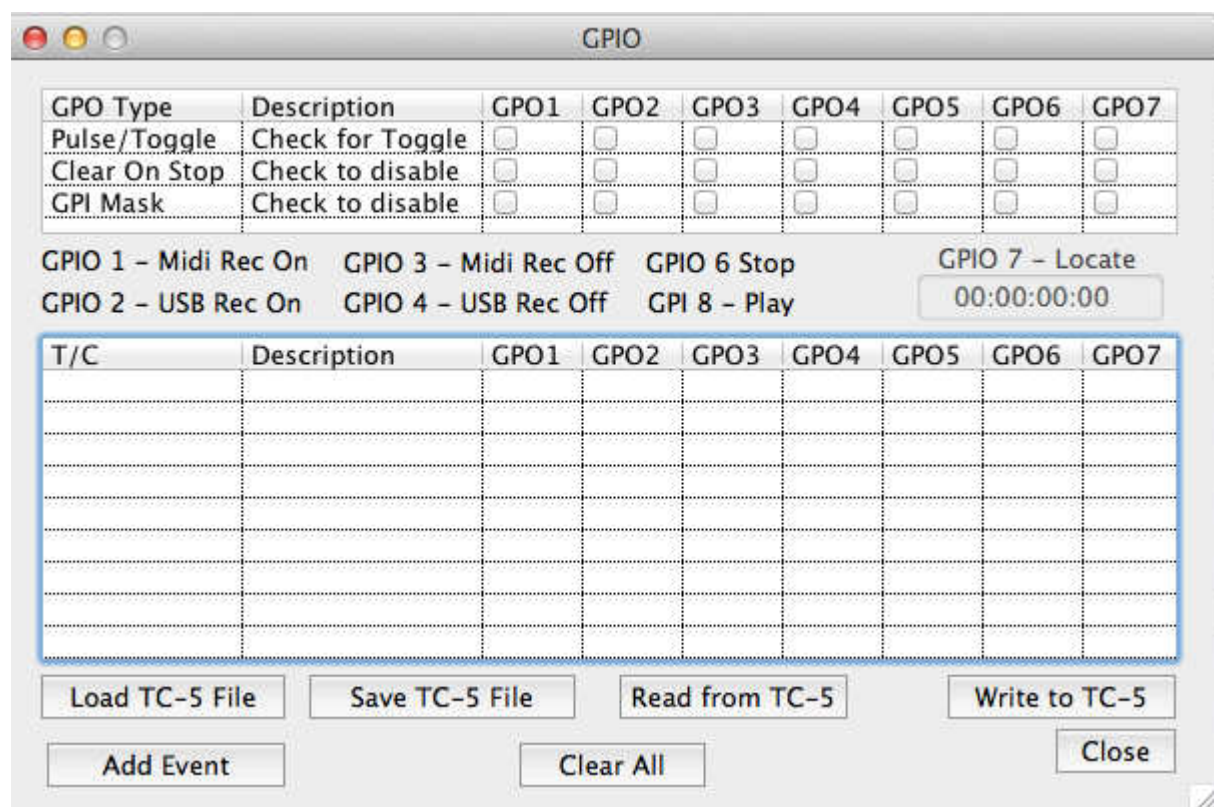 GPIO
GPO Type Description GPO1 GPO2 GPO3 GPO4 GPO5 GPO6 GPO7
Pulse/Toggle Check for Toggle
Clear On Stop Check to disable
GPI Mask Check to disable
GPIO 1 - Midi Rec On GPIO 3 - Midi Rec Off GPIO 6 Stop GPIO 7 - Locate
GPIO 2 - USB Rec On GPIO 4 - USB Rec Off GPI 8 - Play 00:00:00:00
T/C Description GPO1 GPO2 GPO3 GPO4 GPO5 GPO6 GPO7
Load TC-5 File Save TC-5 File Read from TC-5 Write to TC-5
Add Event Clear All Close